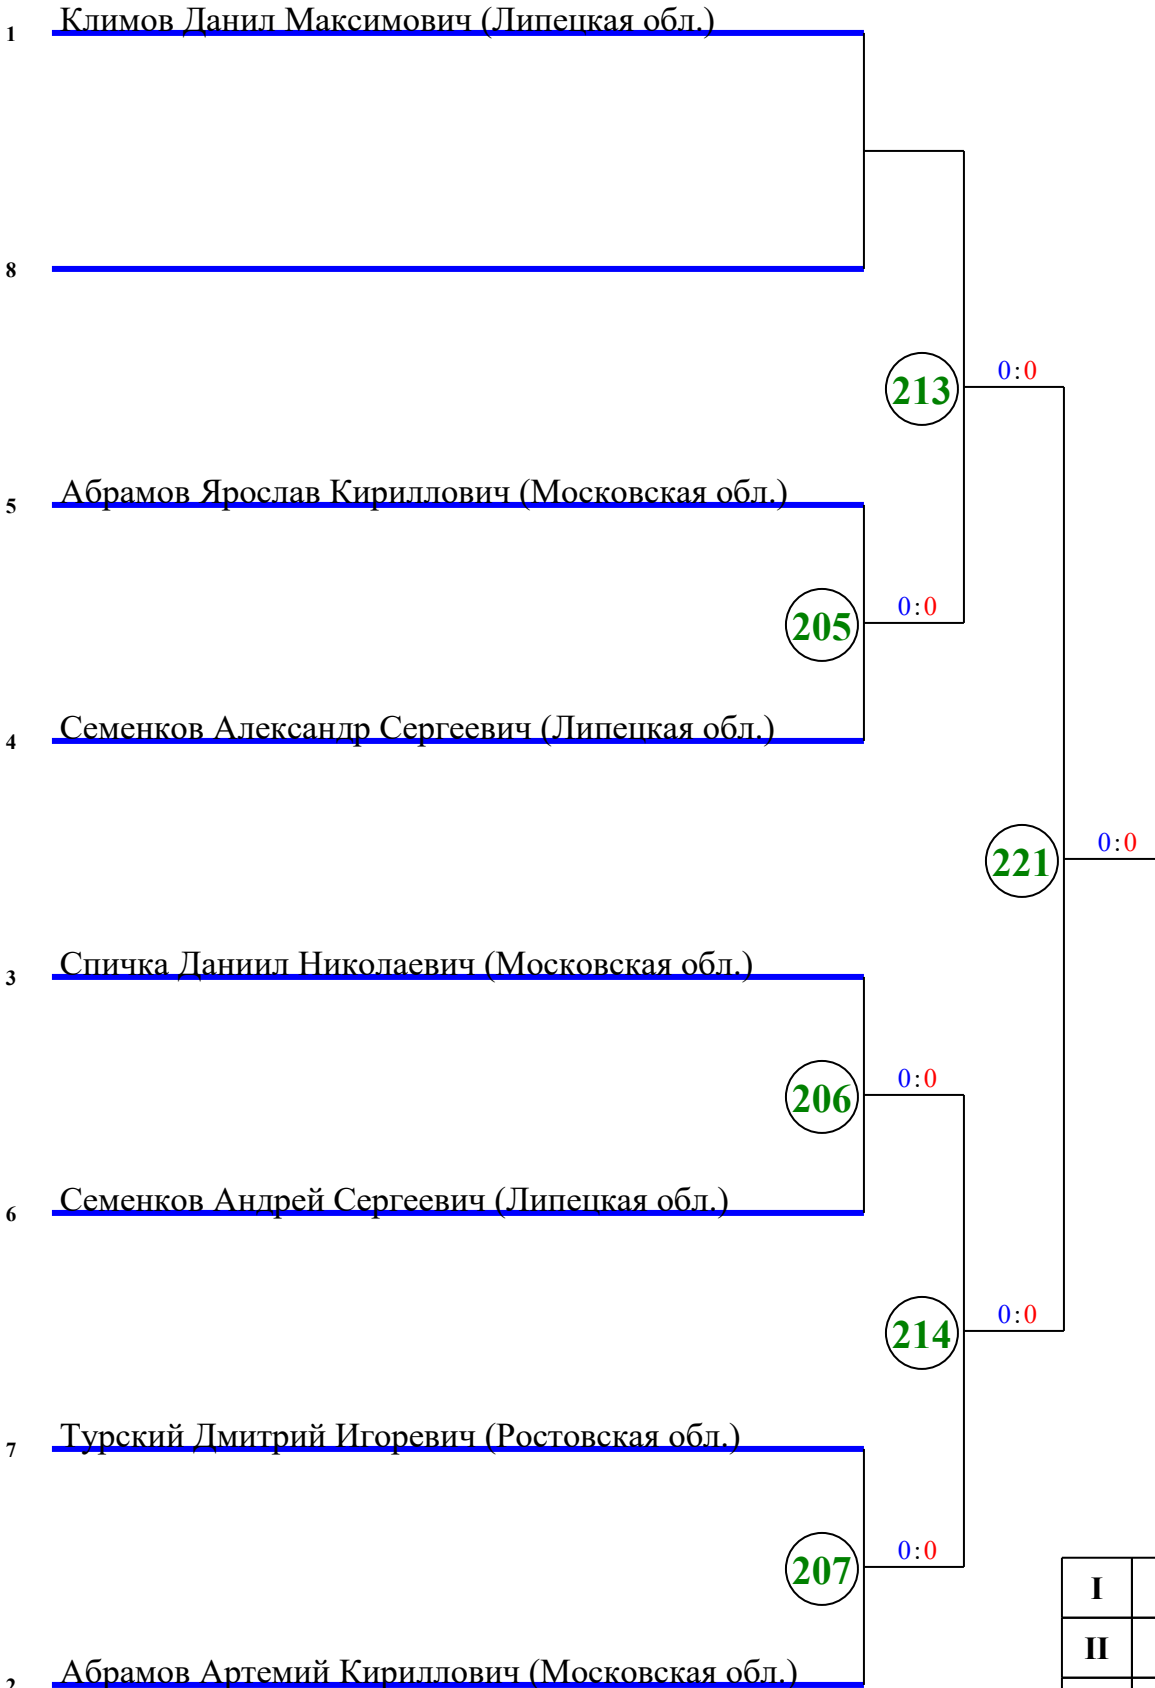 1 Климов Данил Максимович (Липецкая обл.)
8
213 0:0
5 Абрамов Ярослав Кириллович (Московская обл.)
205 0:0
4 Семенков Александр Сергеевич (Липецкая обл.)
221 0:0
3 Спичка Даниил Николаевич (Московская обл.)
206 0:0
6 Семенков Андрей Сергеевич (Липецкая обл.)
214 0:0
7 Турский Дмитрий Игоревич (Ростовская обл.)
207 0:0
I
II
2 Абрамов Артемий Кириллович (Московская обл.)